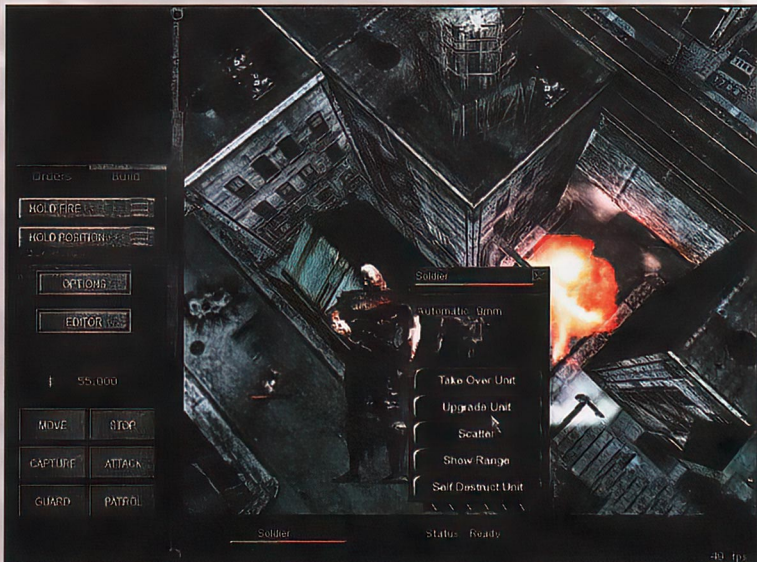 Orders Build
HOLD FIRE
HOLD POSITION
OPTIONS
EDITOR
55,000
MOVE STOP
CAPTURE ATTACK
GUARD PATROL
Soldier
Automatic 9mm
Take Over Unit
Upgrade Unit
Scatter
Show Range
Self Destruct Unit
Soldier Status Ready
40 fps